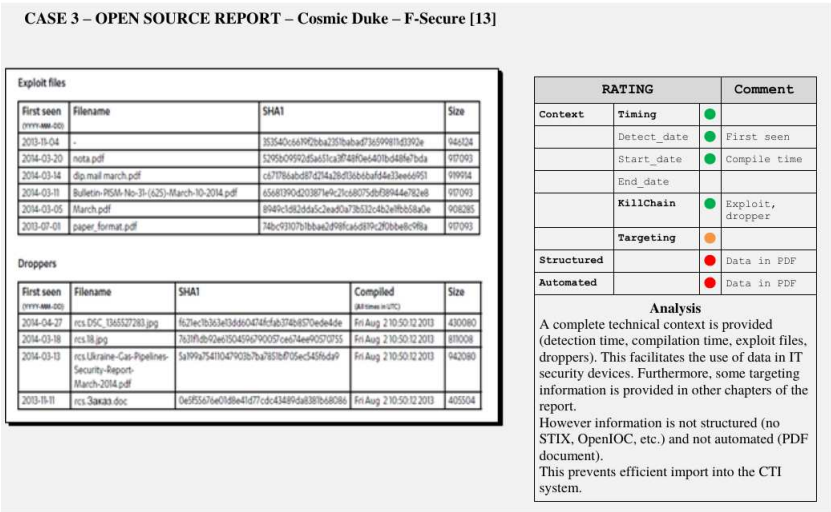 CASE 3 – OPEN SOURCE REPORT – Cosmic Duke – F-Secure [13]
Exploit files
First seen Filename SHA1 Size
(YYYY-MM-DD)
2013-11-04 - 946124
2014-03-20 nota.pdf 917093
2014-03-14 dip.mail march.pdf 919914
2014-03-11 Bulletin-PISM-No-31-(625)-March-10-2014.pdf 917093
2014-03-05 March.pdf 908285
2013-07-01 paper_format.pdf 917093
Droppers
First seen Filename SHA1 Compiled Size
(YYYY-MM-DD) (All times in UTC)
2014-04-27 rcs.DSC_1365527283.jpg Fri Aug 2 10:50:12 2013 430080
2014-03-18 rcs.18.jpg Fri Aug 2 10:50:12 2013 811008
2014-03-13 rcs.Ukraine-Gas-Pipelines- Fri Aug 2 10:50:12 2013 942080
Security-Report-
March-2014.pdf
2013-11-11 rcs.Заказ.doc Fri Aug 2 10:50:12 2013 405504
RATING Comment
Context Timing
Detect_date First seen
Start_date Compile time
End_date
KillChain Exploit,
dropper
Targeting
Structured Data in PDF
Automated Data in PDF
Analysis
A complete technical context is provided
(detection time, compilation time, exploit files,
droppers). This facilitates the use of data in IT
security devices. Furthermore, some targeting
information is provided in other chapters of the
report.
However information is not structured (no
STIX, OpenIOC, etc.) and not automated (PDF
document).
This prevents efficient import into the CTI
system.